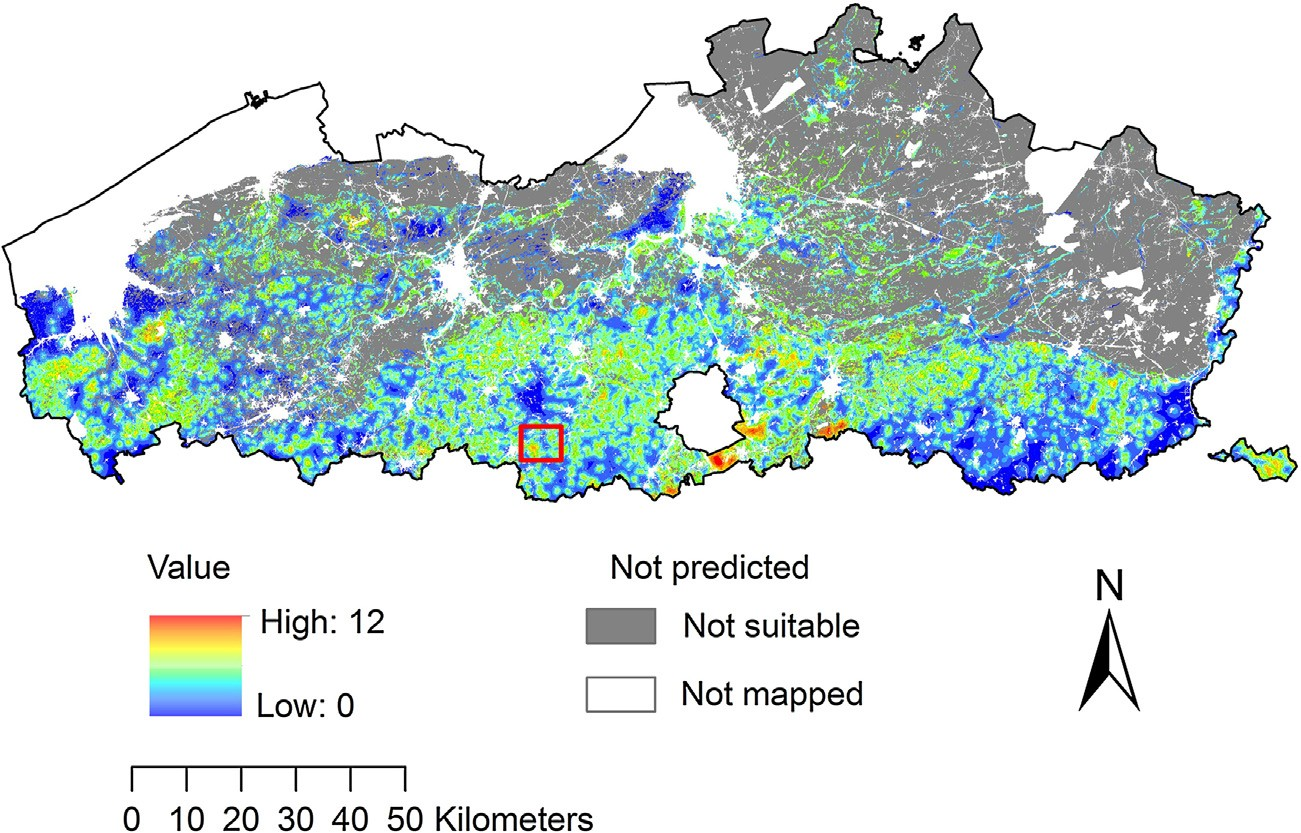 Value
High: 12
Low: 0
Not predicted
Not suitable
Not mapped
N
0 10 20 30 40 50 Kilometers